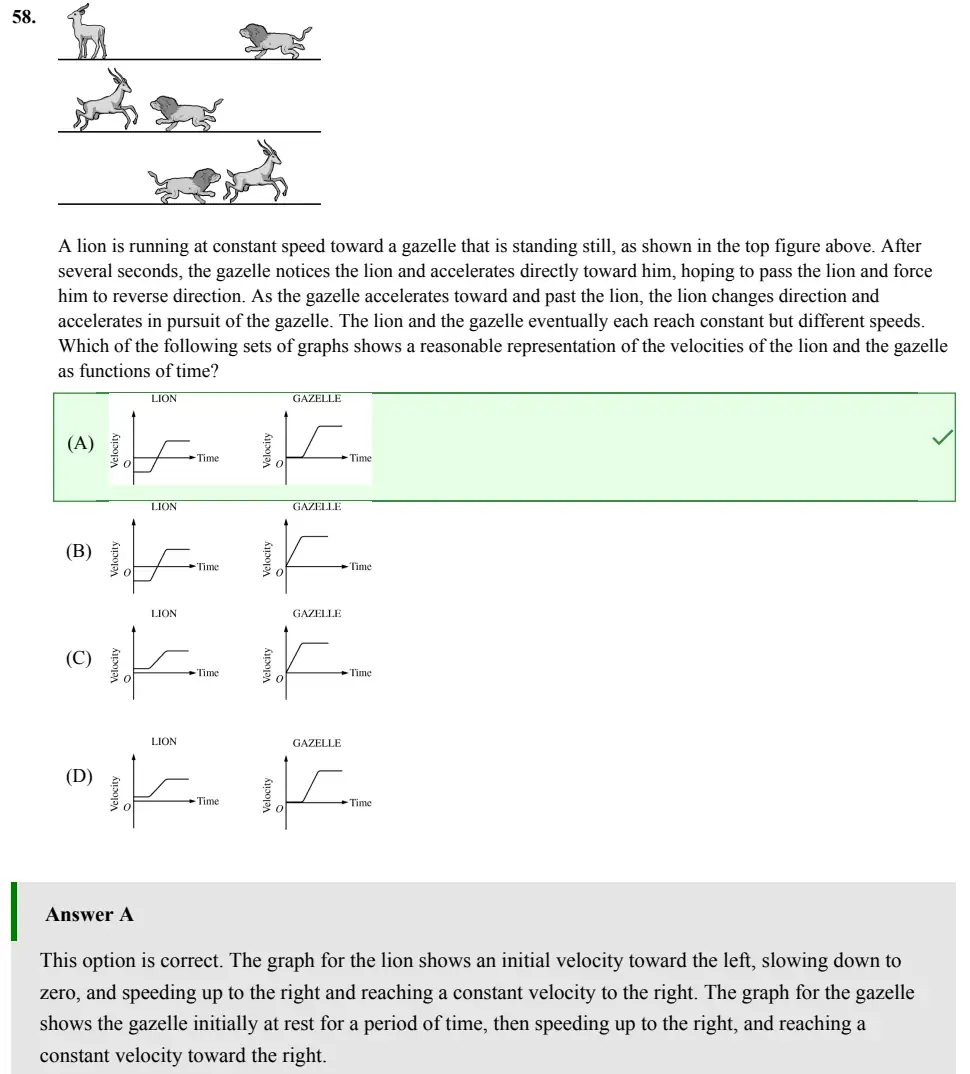 58.
A lion is running at constant speed toward a gazelle that is standing still, as shown in the top figure above. After
several seconds, the gazelle notices the lion and accelerates directly toward him, hoping to pass the lion and force
him to reverse direction. As the gazelle accelerates toward and past the lion, the lion changes direction and
accelerates in pursuit of the gazelle. The lion and the gazelle eventually each reach constant but different speeds.
Which of the following sets of graphs shows a reasonable representation of the velocities of the lion and the gazelle
as functions of time?
LION GAZELLE
(A) Velocity O Time Velocity O Time
LION GAZELLE
(B) Velocity O Time Velocity O Time
LION GAZELLE
(C) Velocity O Time Velocity O Time
LION GAZELLE
(D) Velocity O Time Velocity O Time
Answer A
This option is correct. The graph for the lion shows an initial velocity toward the left, slowing down to
zero, and speeding up to the right and reaching a constant velocity to the right. The graph for the gazelle
shows the gazelle initially at rest for a period of time, then speeding up to the right, and reaching a
constant velocity toward the right.